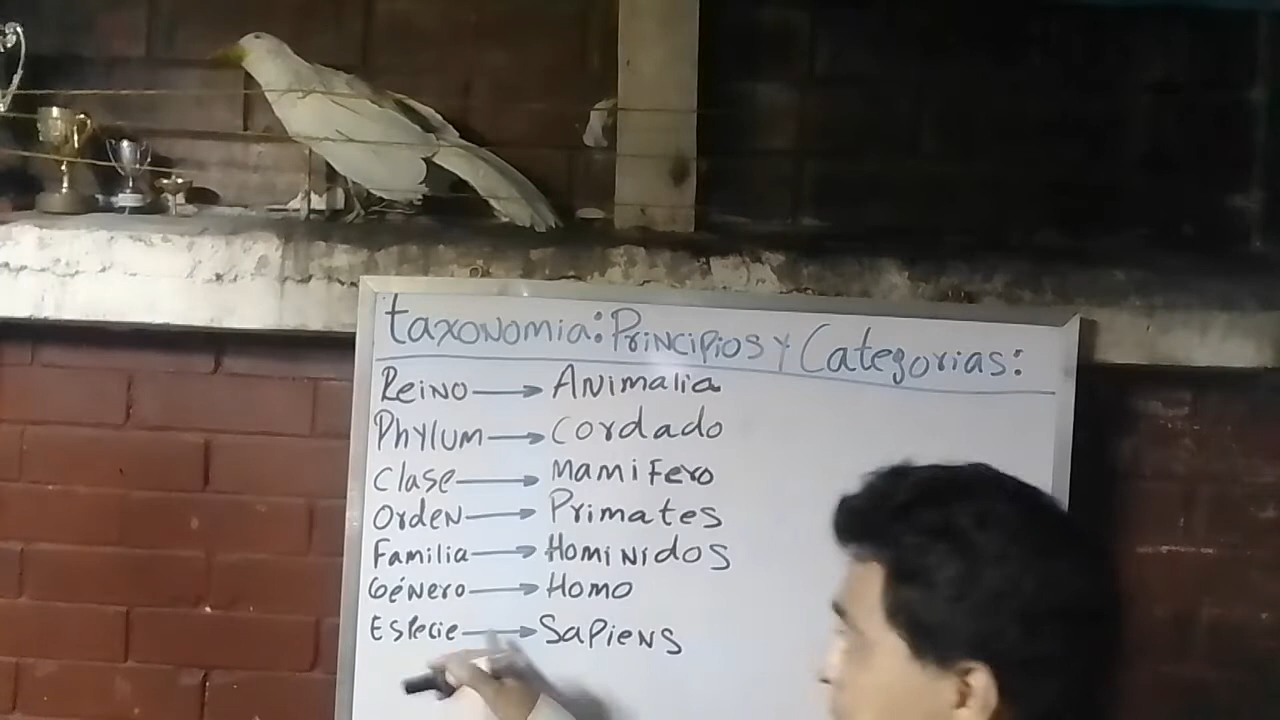 taxonomia: Principios y Categorias:
Reino → Animalia
Phylum → Cordado
Clase → Mamifero
Orden → Primates
Familia → Hominidos
Género → Homo
Especie → Sapiens